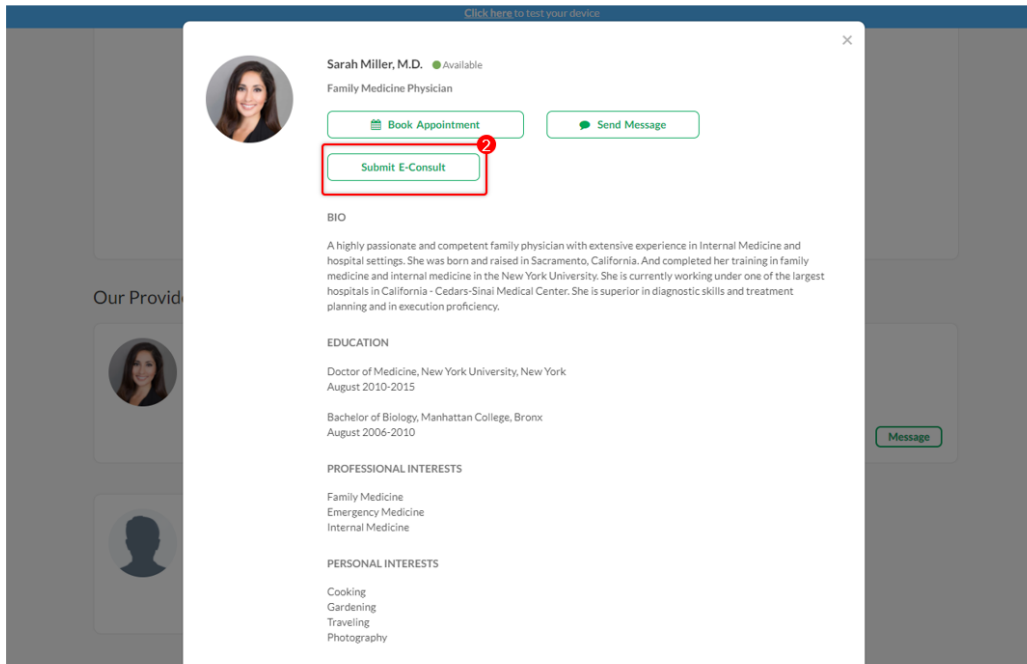 Click here to test your device
×
Sarah Miller, M.D. Available
Family Medicine Physician
Book Appointment
Send Message
2
Submit E-Consult
BIO
A highly passionate and competent family physician with extensive experience in Internal Medicine and
hospital settings. She was born and raised in Sacramento, California. And completed her training in family
medicine and internal medicine in the New York University. She is currently working under one of the largest
hospitals in California - Cedars-Sinai Medical Center. She is superior in diagnostic skills and treatment
planning and in execution proficiency.
Our Provid
EDUCATION
Doctor of Medicine, New York University, New York
August 2010-2015
Bachelor of Biology, Manhattan College, Bronx
August 2006-2010
Message
PROFESSIONAL INTERESTS
Family Medicine
Emergency Medicine
Internal Medicine
PERSONAL INTERESTS
Cooking
Gardening
Traveling
Photography